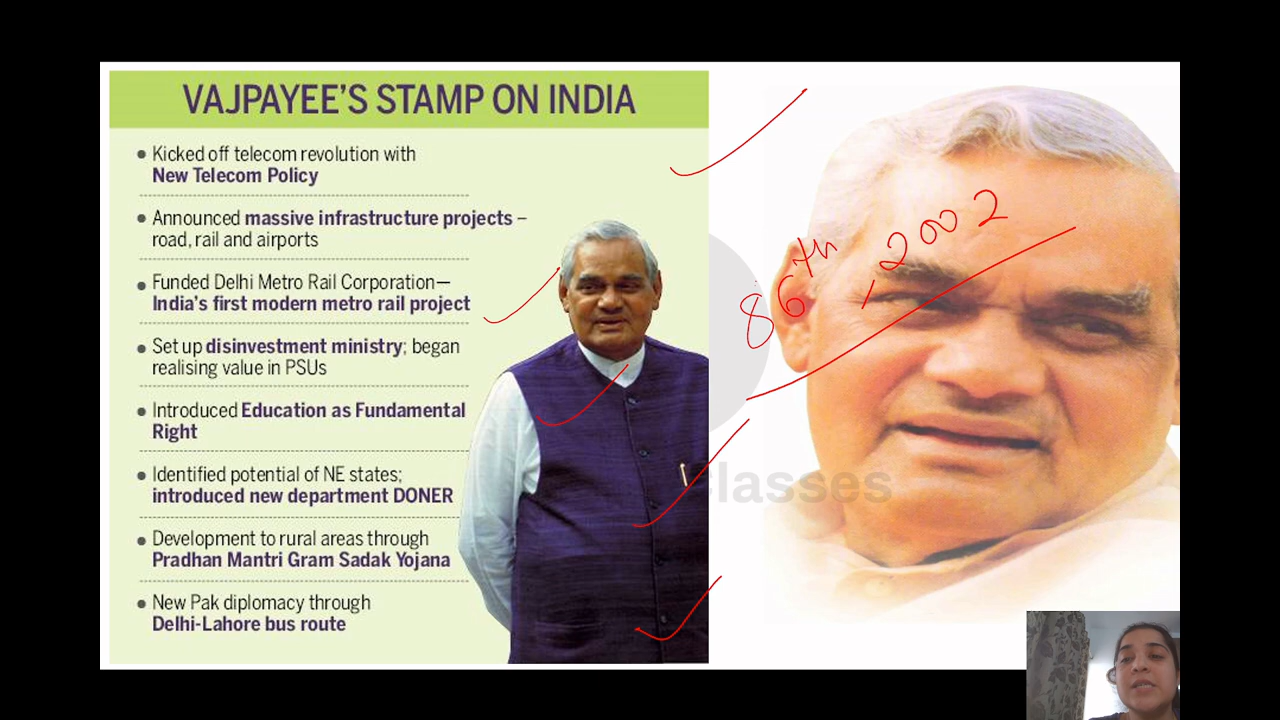 VAJPAYEE'S STAMP ON INDIA
• Kicked off telecom revolution with
New Telecom Policy
• Announced massive infrastructure projects –
road, rail and airports
• Funded Delhi Metro Rail Corporation—
India's first modern metro rail project
• Set up disinvestment ministry; began
realising value in PSUs
• Introduced Education as Fundamental
Right
• Identified potential of NE states;
introduced new department DONER
• Development to rural areas through
Pradhan Mantri Gram Sadak Yojana
• New Pak diplomacy through
Delhi-Lahore bus route
86th - 2002
Classes